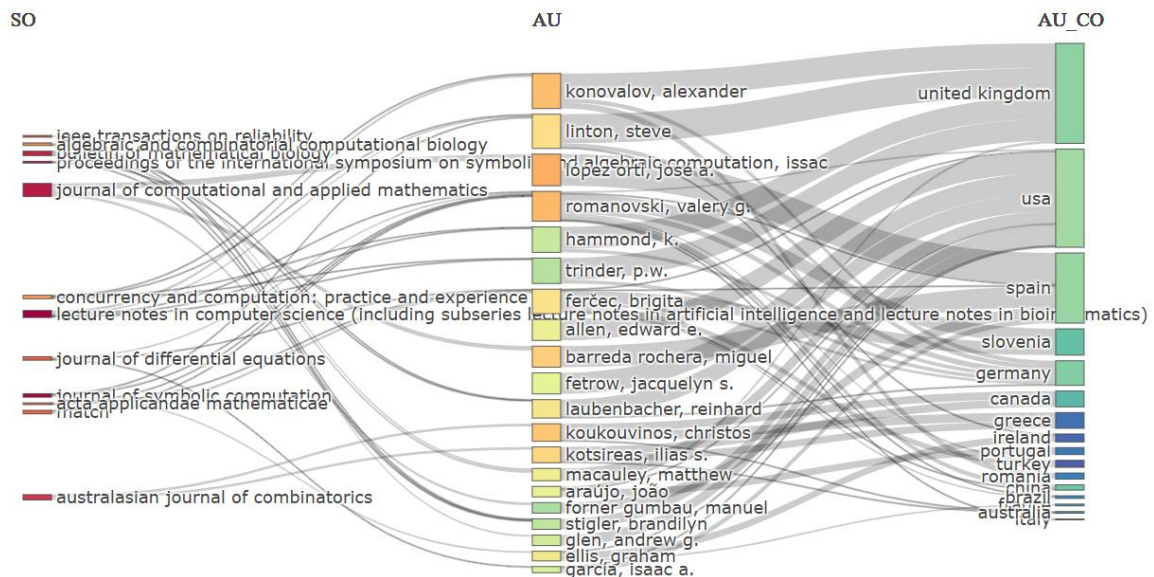 SO
AU
AU_CO
ieee transactions on reliability
algebraic and combinatorial computational biology
bulletin of mathematical biology
proceedings of the international symposium on symbolic and algebraic computation, issac
journal of computational and applied mathematics
concurrency and computation: practice and experience
lecture notes in computer science (including subseries lecture notes in artificial intelligence and lecture notes in bioinformatics)
journal of differential equations
journal of symbolic computation
acta applicandae mathematicae
match
australasian journal of combinatorics
konovalov, alexander
linton, steve
lópez ortí, josé a.
romanovski, valery g.
hammond, k.
trinder, p.w.
ferčec, brigita
allen, edward e.
barreda rochera, miguel
fetrow, jacquelyn s.
laubenbacher, reinhard
koukouvinos, christos
kotsireas, ilias s.
macauley, matthew
araújo, joão
forner gumbau, manuel
stigler, brandilyn
glen, andrew g.
ellis, graham
garcía, isaac a.
united kingdom
usa
spain
slovenia
germany
canada
greece
ireland
portugal
turkey
romania
china
brazil
australia
italy